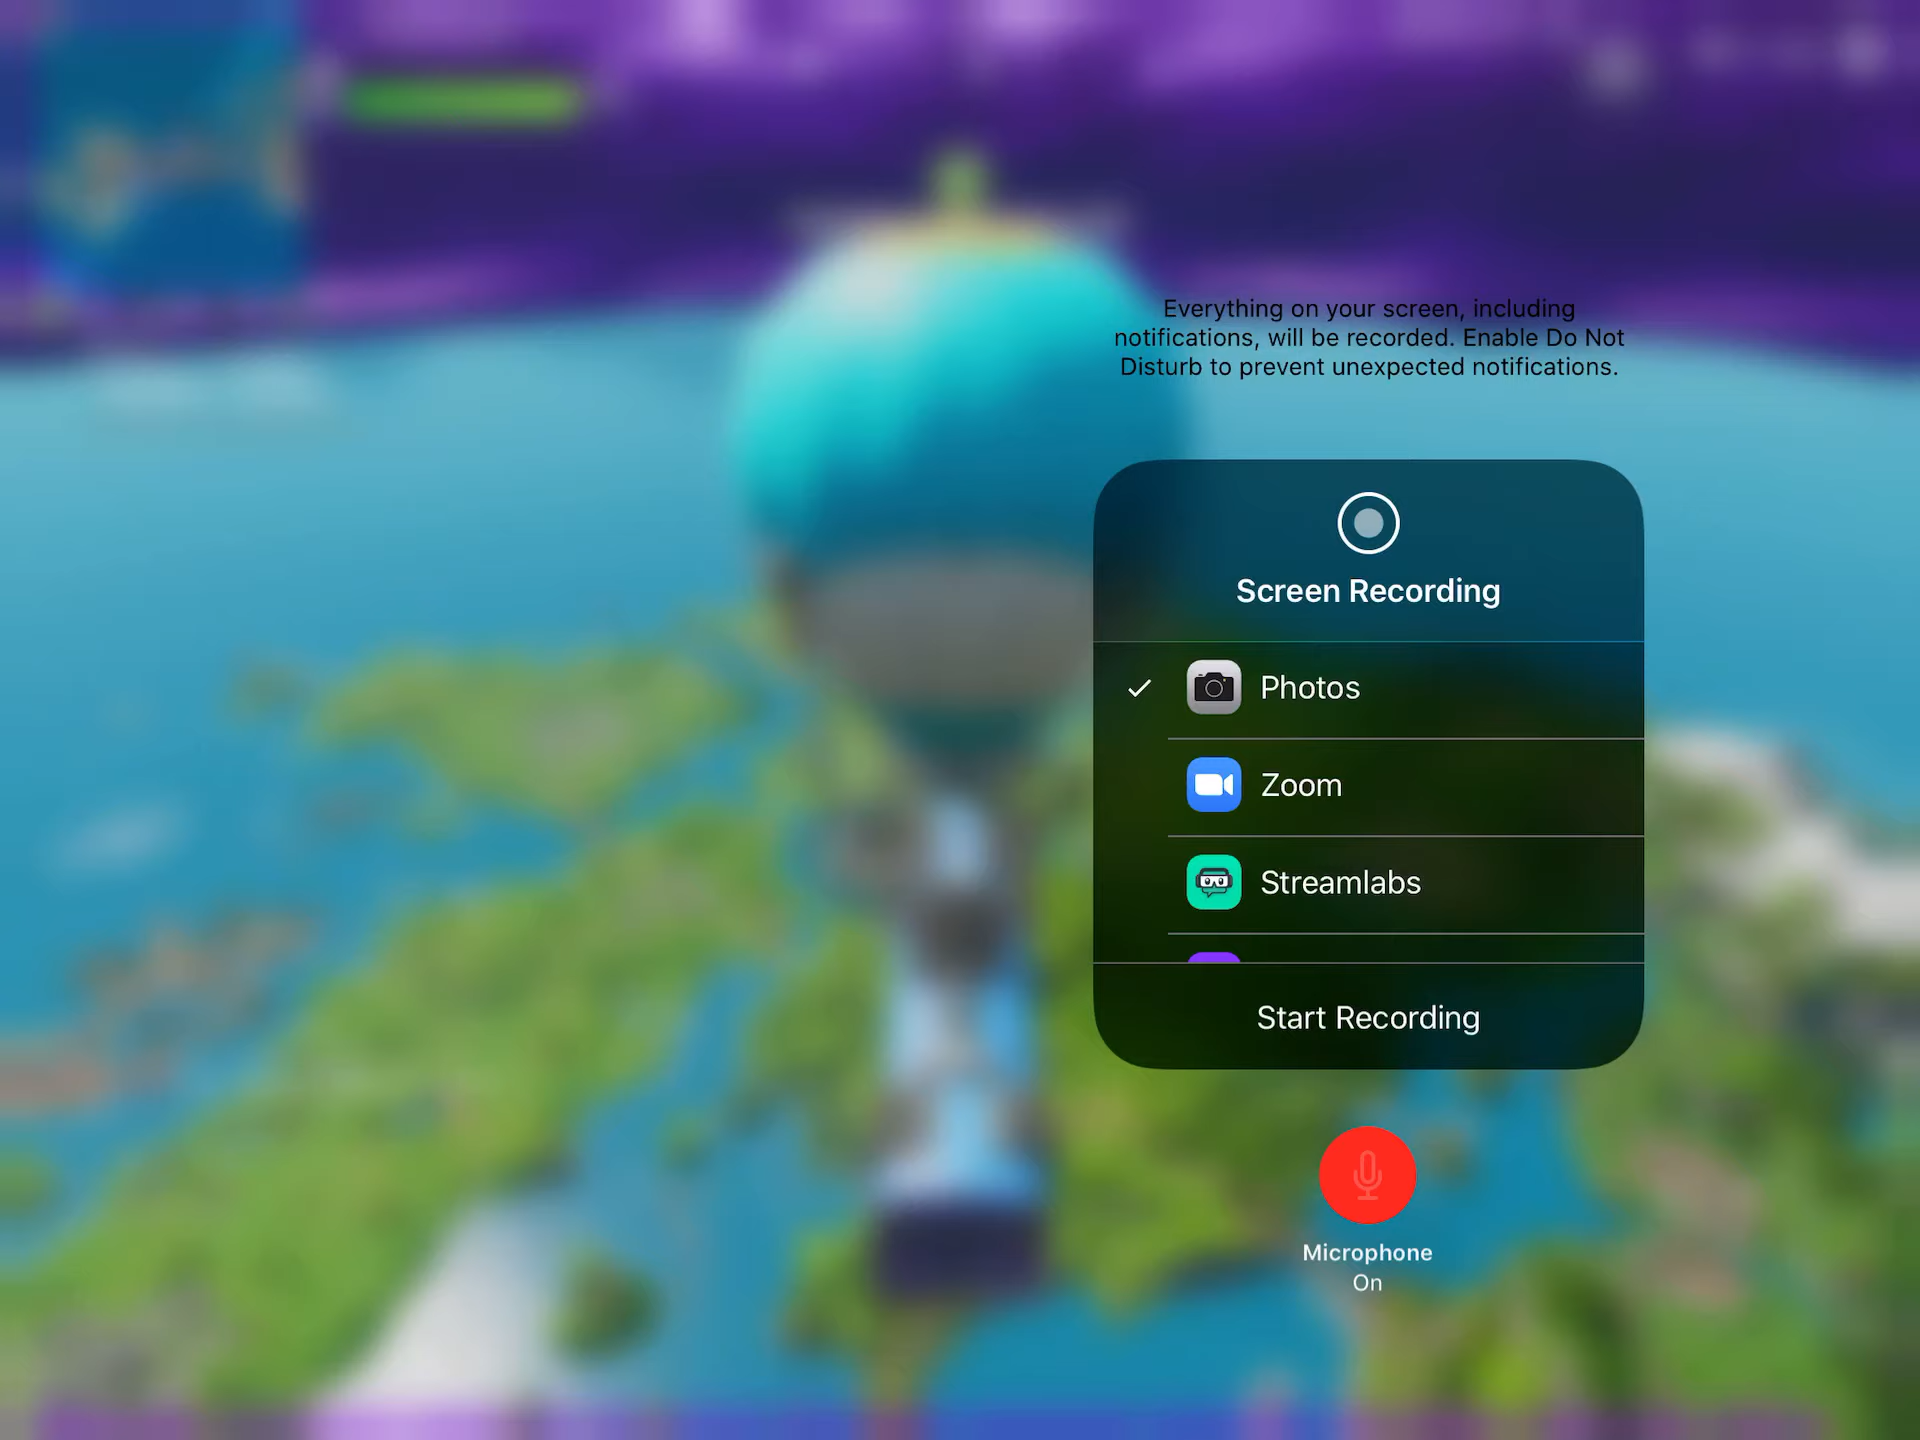 Everything on your screen, including
notifications, will be recorded. Enable Do Not
Disturb to prevent unexpected notifications.
Screen Recording
Photos
Zoom
Streamlabs
Start Recording
Microphone
On